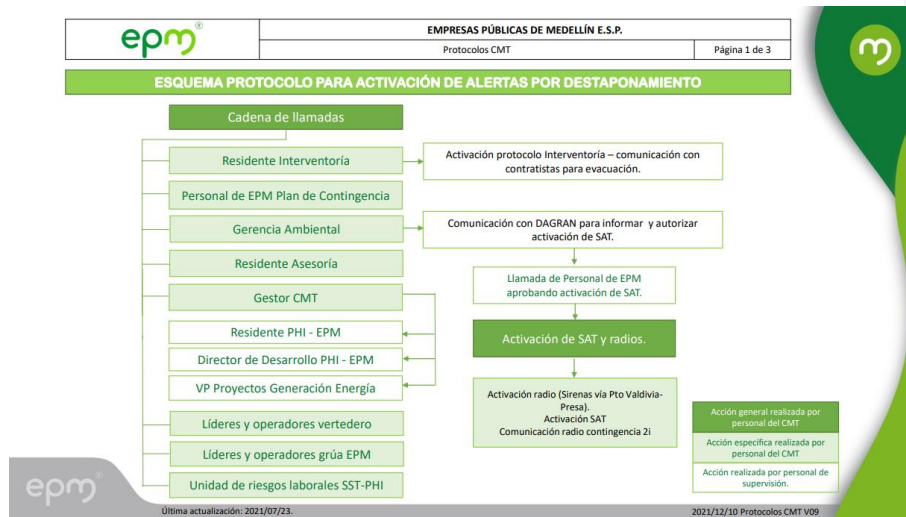 epm®
EMPRESAS PÚBLICAS DE MEDELLÍN E.S.P.
Protocolos CMT
Página 1 de 3
ESQUEMA PROTOCOLO PARA ACTIVACIÓN DE ALERTAS POR DESTAPONAMIENTO
Cadena de llamadas
Residente Interventoría
Activación protocolo Interventoría – comunicación con
contratistas para evacuación.
Personal de EPM Plan de Contingencia
Gerencia Ambiental
Comunicación con DAGRAN para informar y autorizar
activación de SAT.
Residente Asesoría
Llamada de Personal de EPM
aprobando activación de SAT.
Gestor CMT
Residente PHI - EPM
Activación de SAT y radios.
Director de Desarrollo PHI - EPM
VP Proyectos Generación Energía
Activación radio (Sirenas vía Pto Valdivia-
Presa).
Activación SAT
Comunicación radio contingencia 2i
Líderes y operadores vertedero
Líderes y operadores grúa EPM
Unidad de riesgos laborales SST-PHI
Acción general realizada por
personal del CMT
Acción específica realizada por
personal del CMT
Acción realizada por personal de
supervisión.
epm®
Última actualización: 2021/07/23.
2021/12/10 Protocolos CMT V09